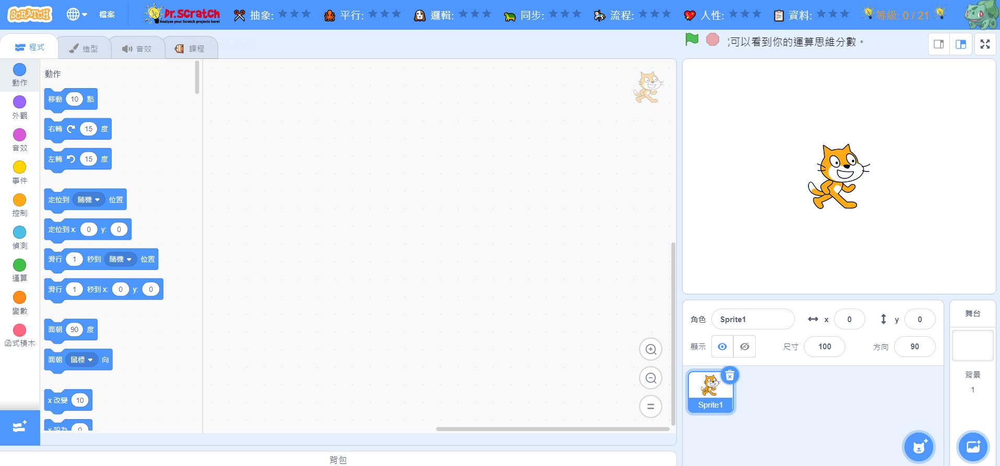 SCRATCH
檔案
Dr.Scratch
Analyze your Scratch projects here!
抽象:
平行:
邏輯:
同步:
流程:
人性:
資料:
等級: 0 / 21
程式
造型
音效
課程
可以看到你的運算思維分數。
動作
外觀
音效
事件
控制
偵測
運算
變數
函式積木
動作
移動 10 點
右轉 15 度
左轉 15 度
定位到 隨機 位置
定位到 x: 0 y: 0
滑行 1 秒到 隨機 位置
滑行 1 秒到 x: 0 y: 0
面朝 90 度
面朝 鼠標 向
x 改變 10
x 設為 0
背包
角色 Sprite1 x 0 y 0
顯示 尺寸 100 方向 90
Sprite1
舞台
背景
1